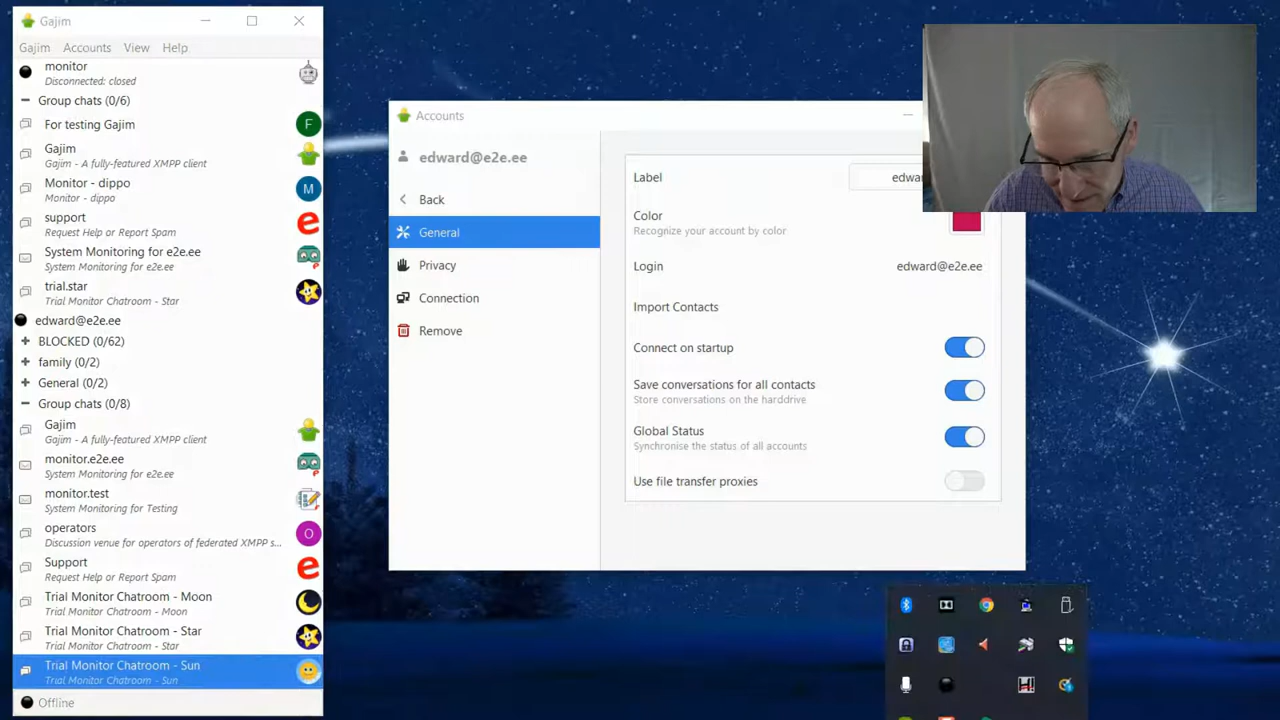 Gajim
Gajim Accounts View Help
monitor
Disconnected: closed
Group chats (0/6)
For testing Gajim
F
Gajim
Gajim - A fully-featured XMPP client
Monitor - dippo
Monitor - dippo
M
support
Request Help or Report Spam
e
System Monitoring for e2e.ee
System Monitoring for e2e.ee
trial.star
Trial Monitor Chatroom - Star
edward@e2e.ee
BLOCKED (0/62)
family (0/2)
General (0/2)
Group chats (0/8)
Gajim
Gajim - A fully-featured XMPP client
monitor.e2e.ee
System Monitoring for e2e.ee
monitor.test
System Monitoring for Testing
operators
Discussion venue for operators of federated XMPP s...
O
Support
Request Help or Report Spam
e
Trial Monitor Chatroom - Moon
Trial Monitor Chatroom - Moon
Trial Monitor Chatroom - Star
Trial Monitor Chatroom - Star
Trial Monitor Chatroom - Sun
Trial Monitor Chatroom - Sun
Offline
Accounts
edward@e2e.ee
Back
General
Privacy
Connection
Remove
Label edwar
Color
Recognize your account by color
Login edward@e2e.ee
Import Contacts
Connect on startup
Save conversations for all contacts
Store conversations on the harddrive
Global Status
Synchronise the status of all accounts
Use file transfer proxies